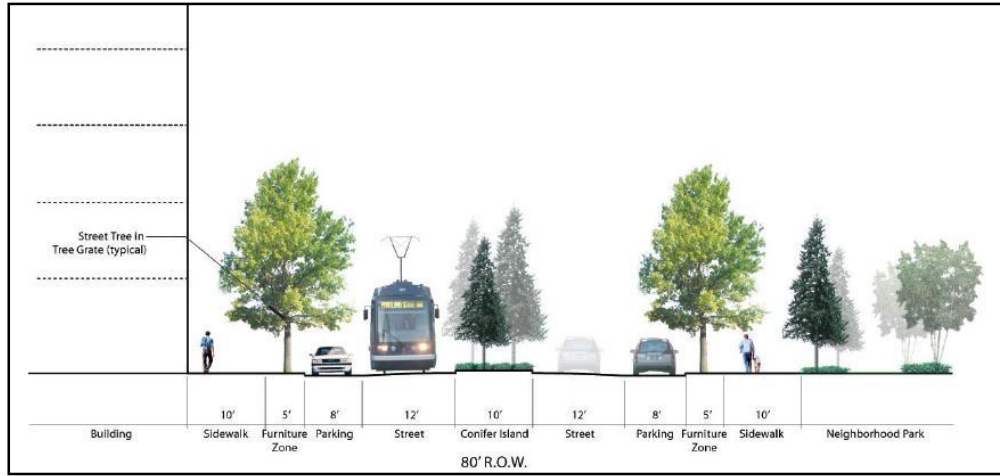 Street Tree in
Tree Grate (typical)
10' 5' 8' 12' 10' 12' 8' 5' 10'
Building Sidewalk Furniture Zone Parking Street Conifer Island Street Parking Furniture Zone Sidewalk Neighborhood Park
80' R.O.W.